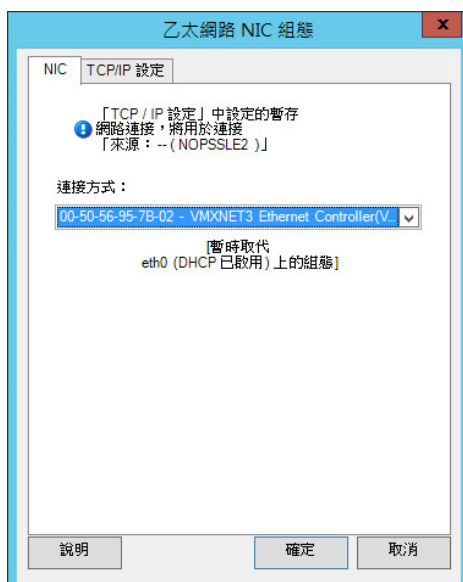 乙太網路 NIC 組態
x
NIC
TCP/IP 設定
「TCP / IP 設定」中設定的暫存
網路連接，將用於連接
「來源：--( NOPSSLE2 )」
連接方式：
00-50-56-95-7B-02 - VMXNET3 Ethernet Controller(V...
[暫時取代
eth0 (DHCP 已啟用) 上的組態]
說明
確定
取消